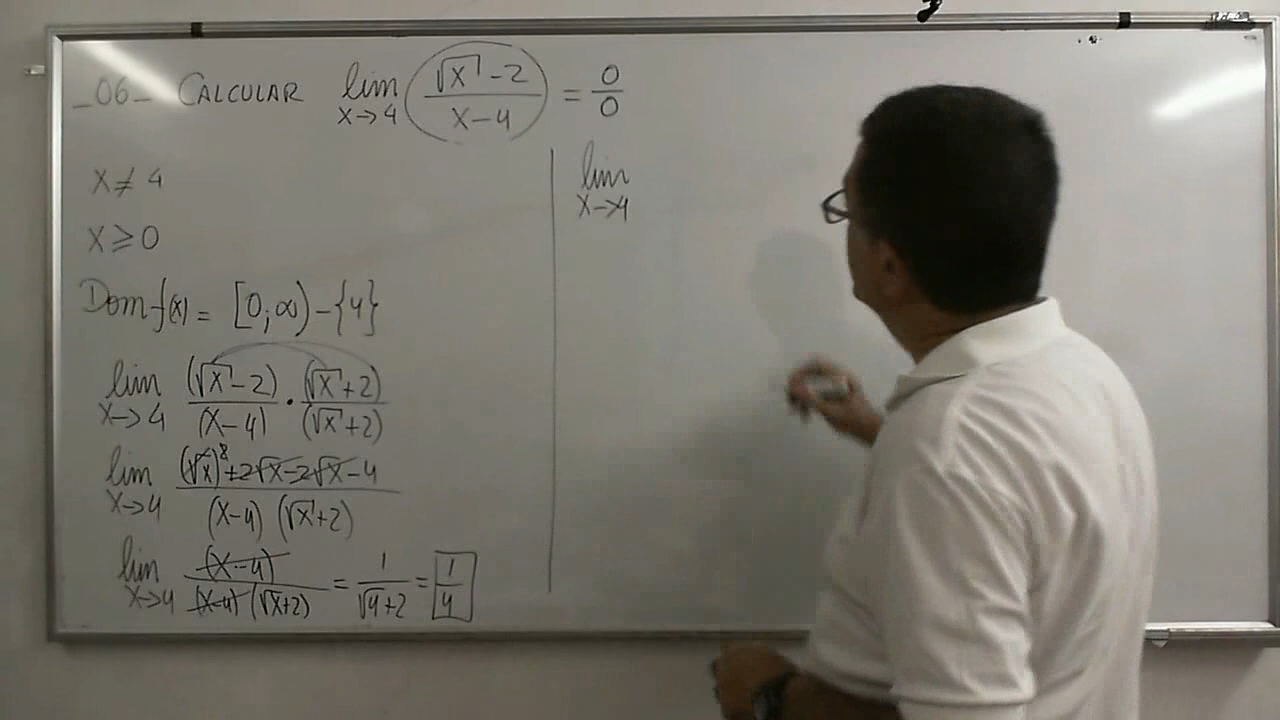 _06_ CALCULAR lim x→4 (√x - 2)/(x - 4) = 0/0
x ≠ 4
x ≥ 0
Dom f(x) = [0; ∞) - {4}
lim x→4 (√x - 2)/(x - 4) · (√x + 2)/(√x + 2)
lim x→4 ((√x)² + 2√x - 2√x - 4)/((x - 4)(√x + 2))
lim x→4 (x - 4)/((x - 4)(√x + 2)) = 1/(√4 + 2) = 1/4
lim x→4